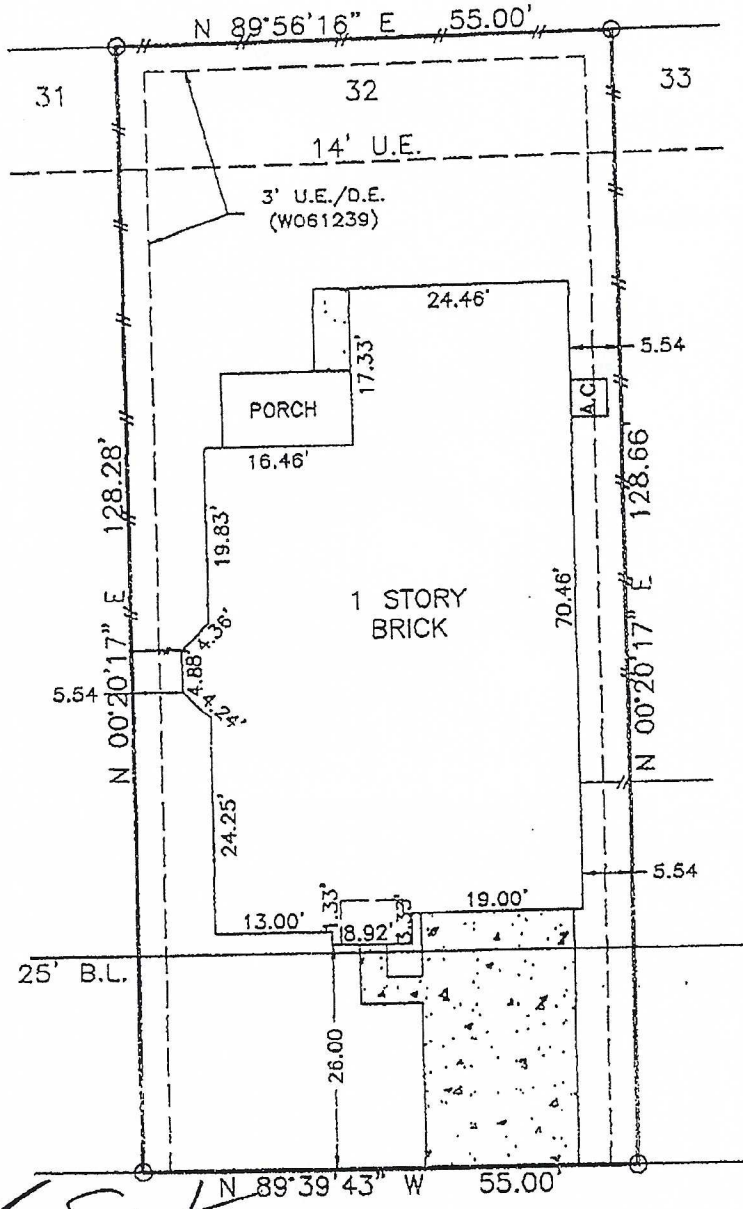 N 89°56'16" E 55.00'
31
32
33
14' U.E.
3' U.E./D.E.
(W061239)
24.46'
5.54
17.33'
A.C.
PORCH
16.46'
N 00°20'17" E 128.28'
N 00°20'17" E 128.66'
19.83'
1 STORY
BRICK
70.46'
4.36'
4.88
5.54
4.24'
24.25'
5.54
1.33'
19.00'
13.00'
8.92'
25' B.L.
26.00
N 89°39'43" W 55.00'